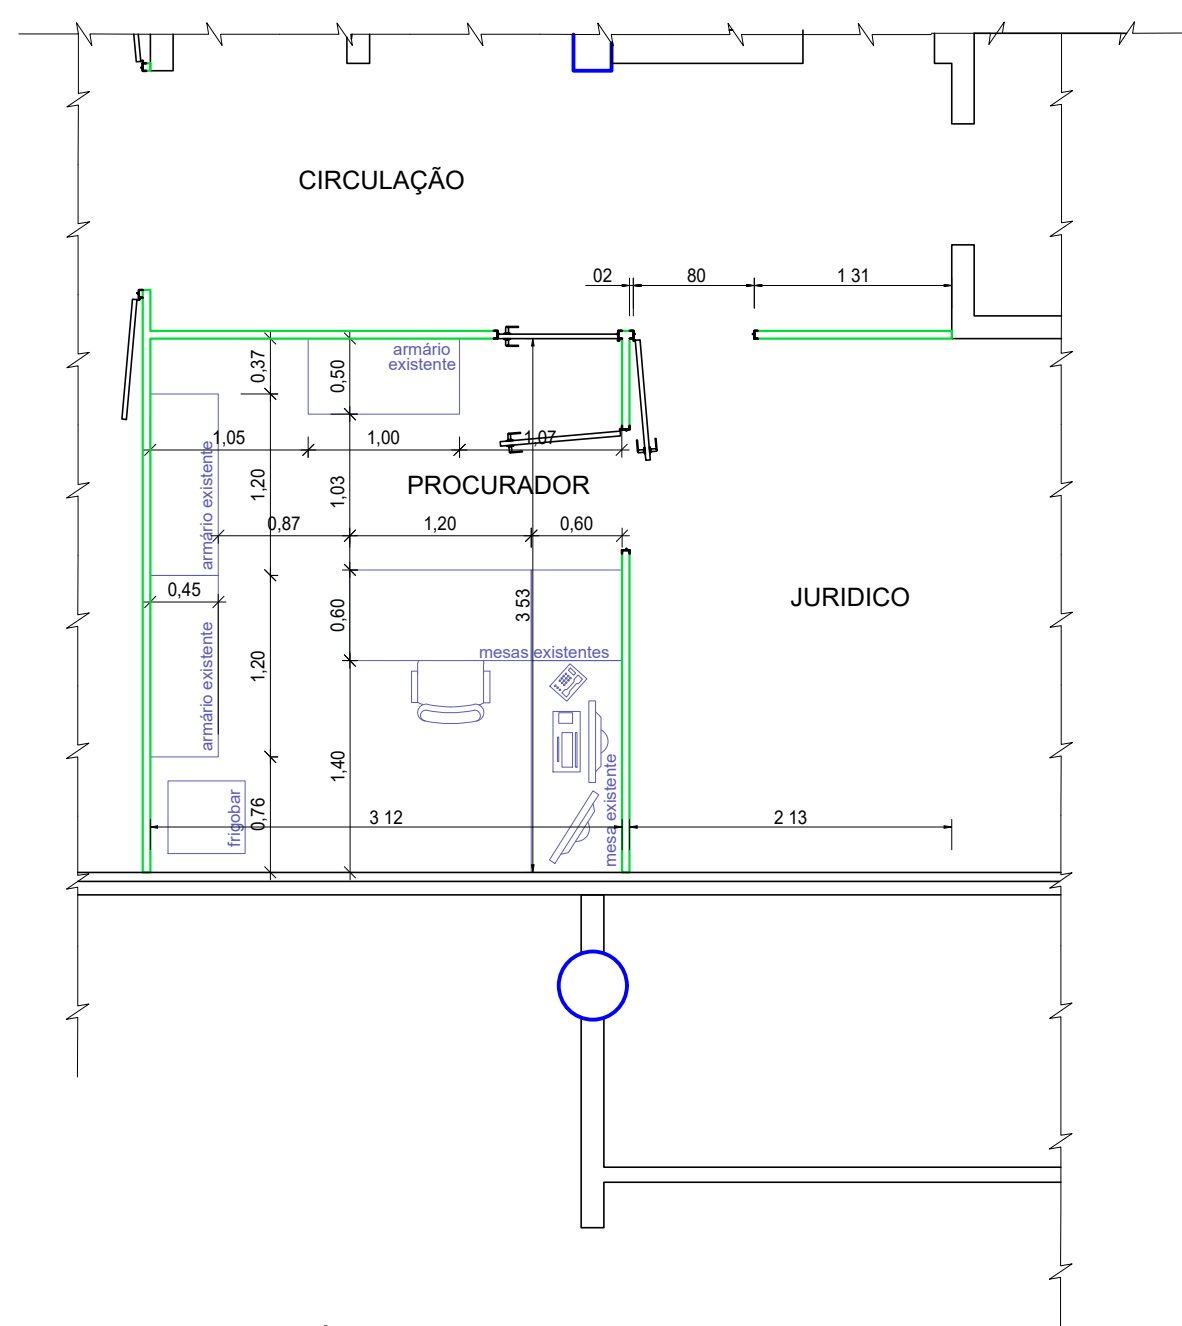 CIRCULAÇÃO
02
80
1 31
armário
existente
0,37
0,50
1,05
1,00
1,07
armário existente
1,20
1,03
PROCURADOR
0,87
1,20
0,60
0,45
0,60
3 53
JURIDICO
armário existente
1,20
mesas existentes
1,40
mesa existente
frigobar
0,76
3 12
2 13